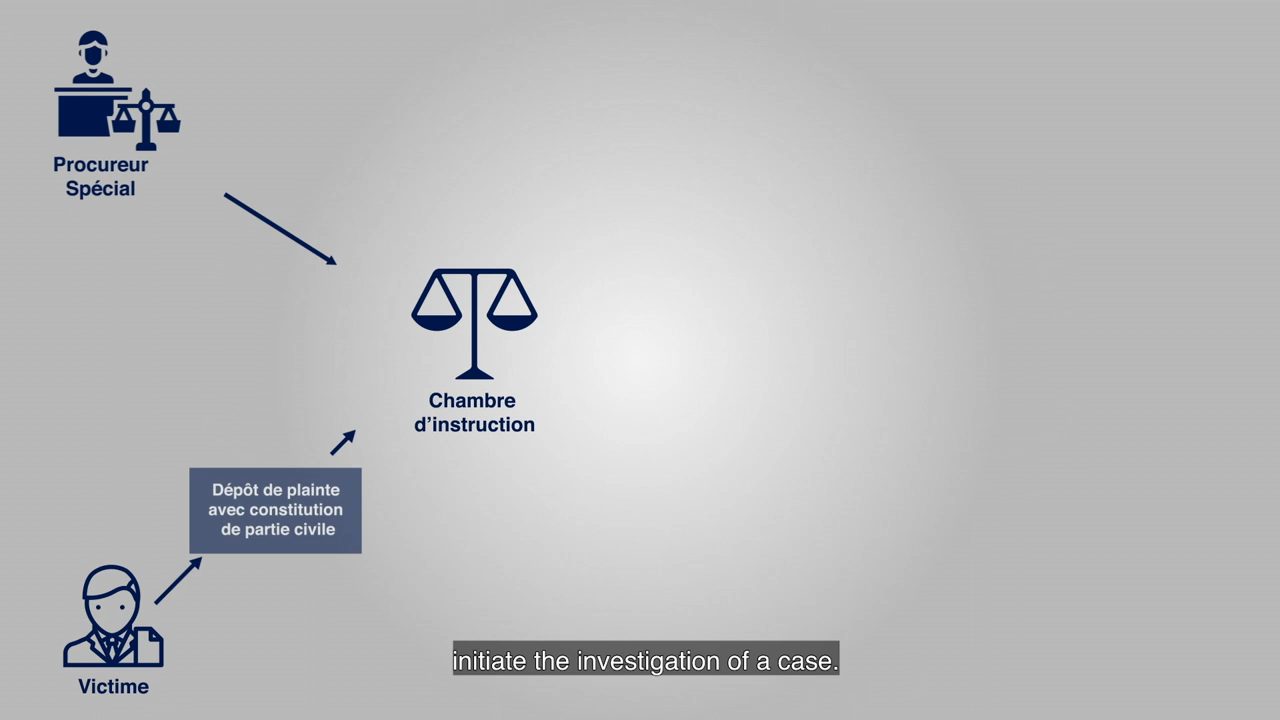 Procureur
Spécial
Chambre
d’instruction
Dépôt de plainte
avec constitution
de partie civile
Victime
initiate the investigation of a case.